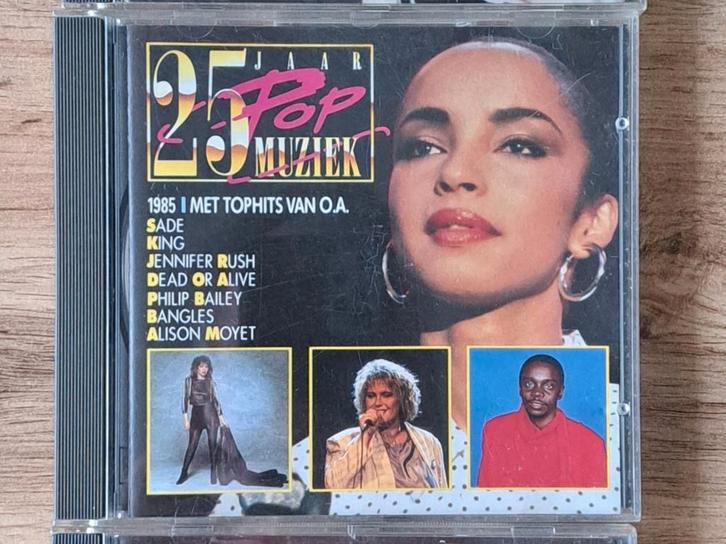 25 JAAR
Pop
MUZIEK
1985 | MET TOPHITS VAN O.A.
SADE
KING
JENNIFER RUSH
DEAD OR ALIVE
PHILIP BAILEY
BANGLES
ALISON MOYET